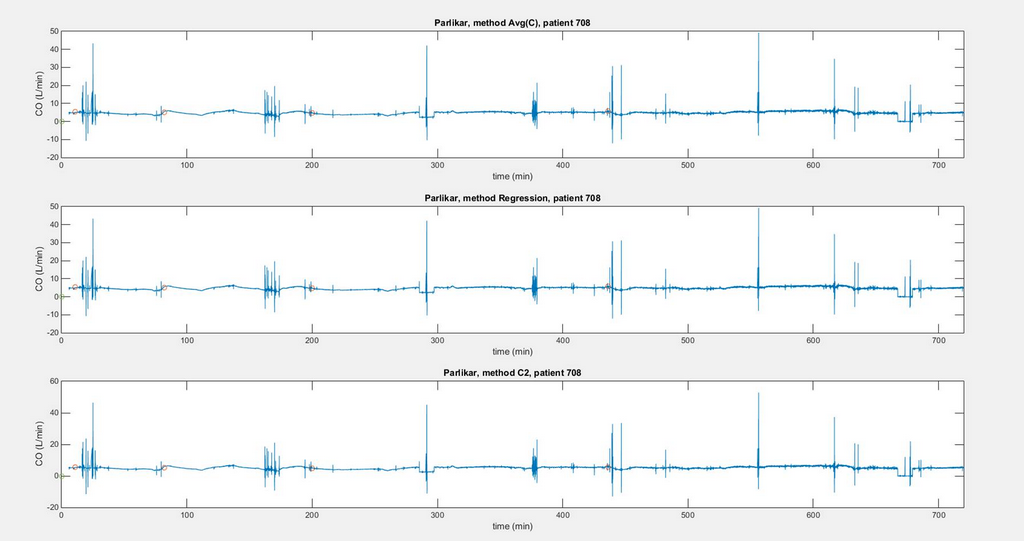 Parlikar, method Avg(C), patient 708
50
40
30
20
10
0
-10
-20
CO (L/min)
0 100 200 300 400 500 600 700
time (min)
Parlikar, method Regression, patient 708
50
40
30
20
10
0
-10
-20
CO (L/min)
0 100 200 300 400 500 600 700
time (min)
Parlikar, method C2, patient 708
60
40
20
0
-20
CO (L/min)
0 100 200 300 400 500 600 700
time (min)